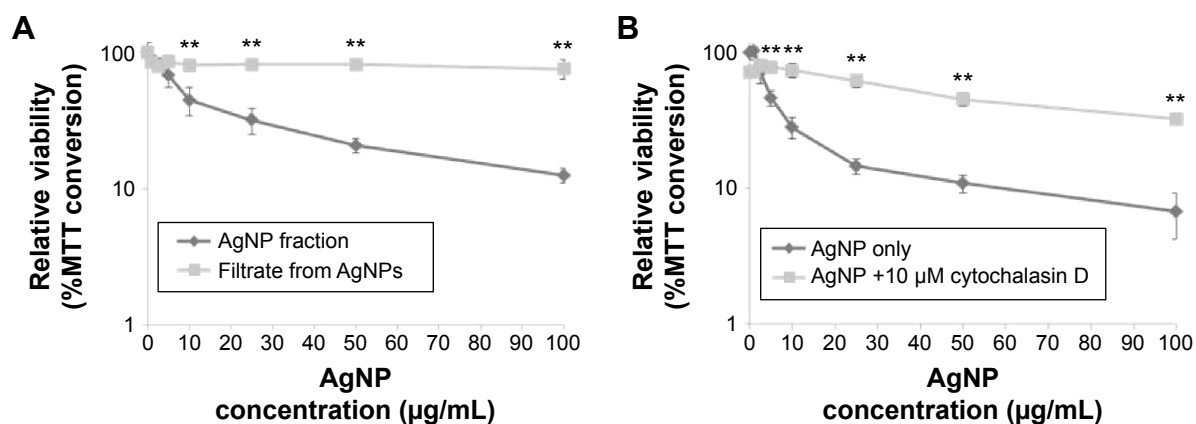 A
Relative viability
(%MTT conversion)
100
10
1
**
**
**
**
AgNP fraction
Filtrate from AgNPs
0 10 20 30 40 50 60 70 80 90 100
AgNP
concentration (µg/mL)
B
Relative viability
(%MTT conversion)
100
10
1
** **
**
**
**
AgNP only
AgNP +10 µM cytochalasin D
0 10 20 30 40 50 60 70 80 90 100
AgNP
concentration (µg/mL)